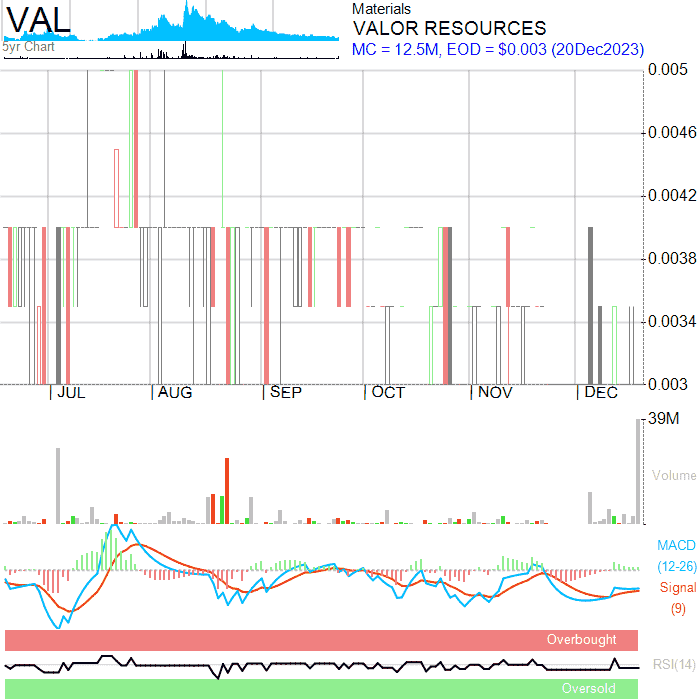 VAL
5yr Chart
Materials
VALOR RESOURCES
MC = 12.5M, EOD = $0.003 (20Dec2023)
0.005
0.0046
0.0042
0.0038
0.0034
0.003
JUL
AUG
SEP
OCT
NOV
DEC
39M
Volume
MACD
(12-26)
Signal
(9)
Overbought
RSI(14)
Oversold